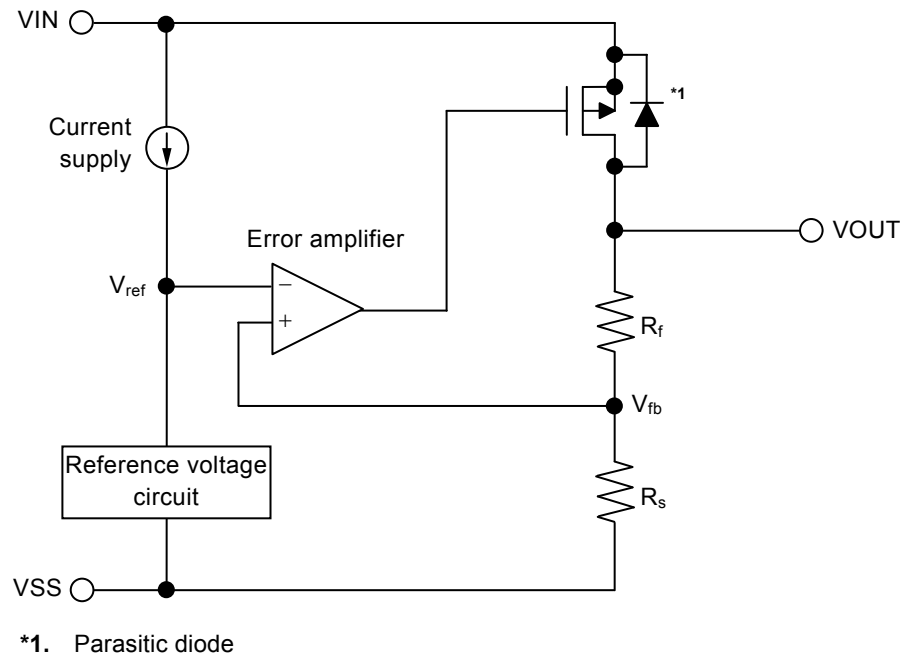 VIN
*1
Current
supply
Error amplifier
VOUT
Vref
−
+
Rf
Vfb
Reference voltage
circuit
Rs
VSS
*1. Parasitic diode